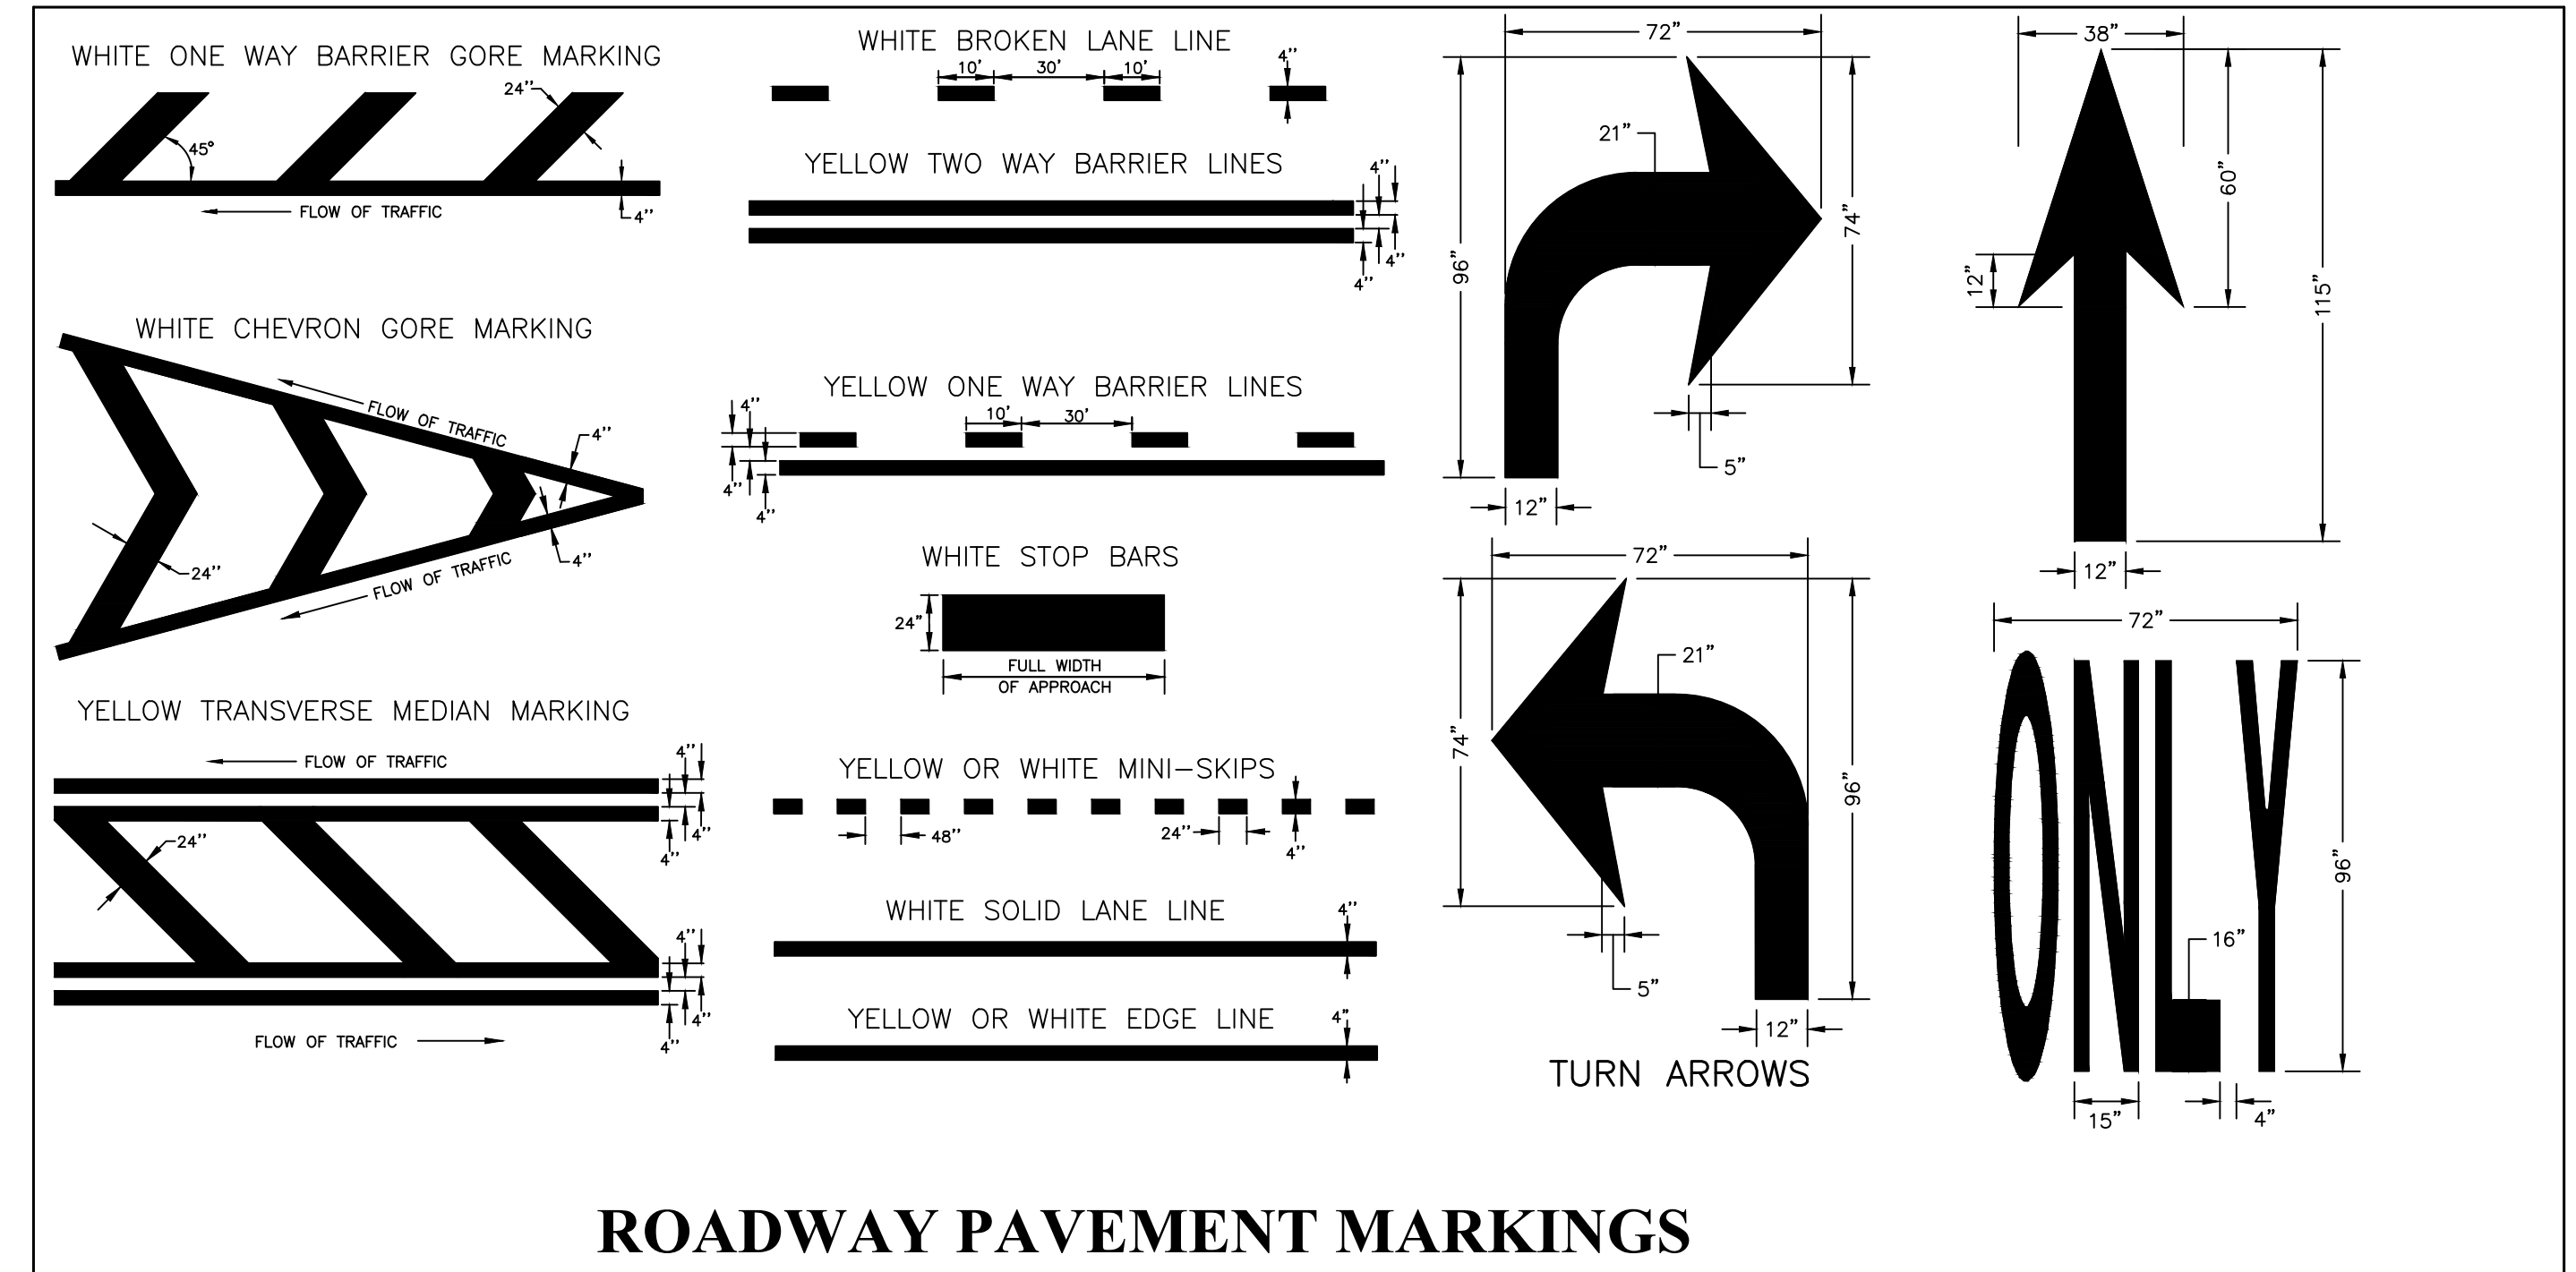 WHITE ONE WAY BARRIER GORE MARKING
24’’
45°
FLOW OF TRAFFIC
4’’
WHITE CHEVRON GORE MARKING
FLOW OF TRAFFIC
4’’
24’’
FLOW OF TRAFFIC
4’’
YELLOW TRANSVERSE MEDIAN MARKING
FLOW OF TRAFFIC
4’’
4’’
4’’
24’’
4’’
4’’
4’’
FLOW OF TRAFFIC
WHITE BROKEN LANE LINE
10’ 30’ 10’
4’’
YELLOW TWO WAY BARRIER LINES
4’’
4’’
4’’
YELLOW ONE WAY BARRIER LINES
4’’
10’ 30’
4’’
4’’
WHITE STOP BARS
24”
FULL WIDTH
OF APPROACH
YELLOW OR WHITE MINI–SKIPS
48’’
24’’
4’’
WHITE SOLID LANE LINE
4’’
YELLOW OR WHITE EDGE LINE
4”
72”
21”
96”
74”
5”
12”
72”
21”
74”
96”
5”
12”
TURN ARROWS
38”
60”
12”
115”
12”
72”
ONLY
16”
96”
15”
4”
ROADWAY PAVEMENT MARKINGS